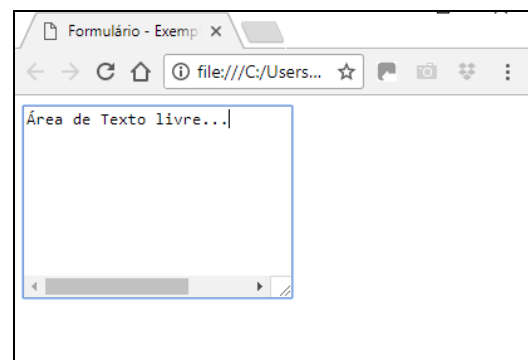 Formulário - Exemp
file:///C:/Users...
Área de Texto livre...